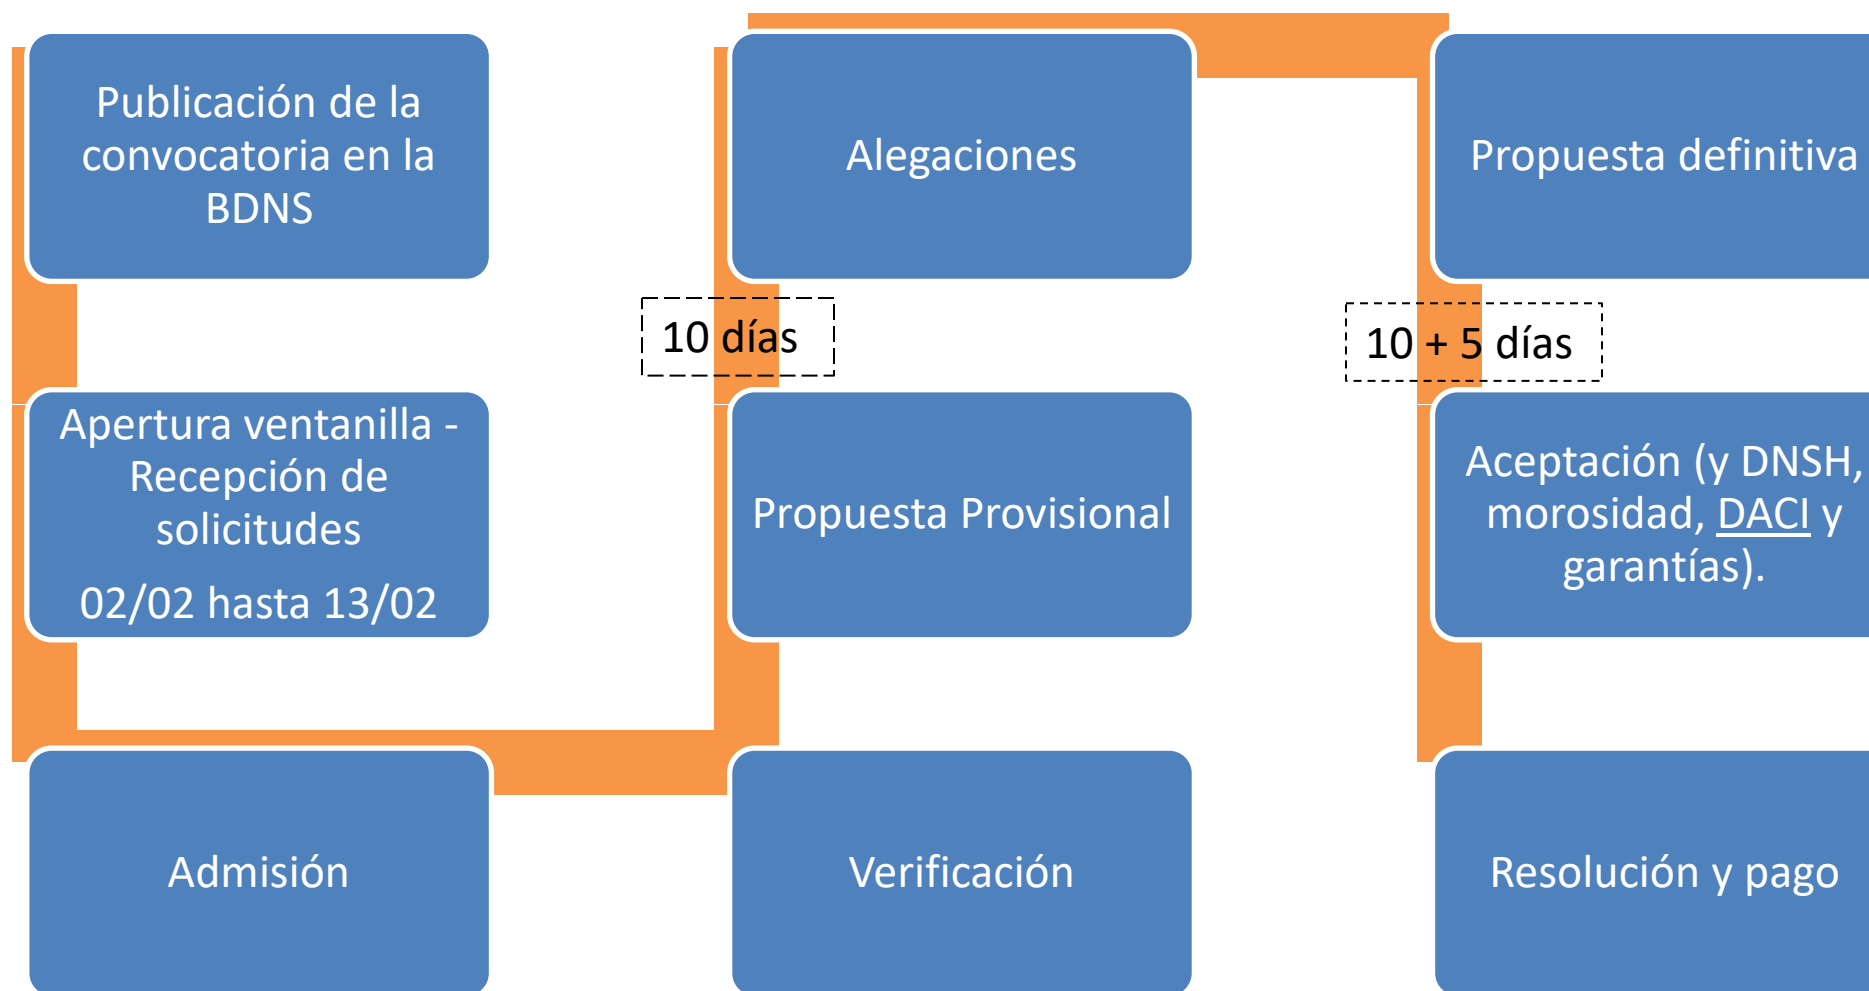 Publicación de la
convocatoria en la
BDNS
Apertura ventanilla -
Recepción de
solicitudes
02/02 hasta 13/02
Admisión
Verificación
Propuesta Provisional
10 días
Alegaciones
Propuesta definitiva
10 + 5 días
Aceptación (y DNSH,
morosidad, DACI y
garantías).
Resolución y pago